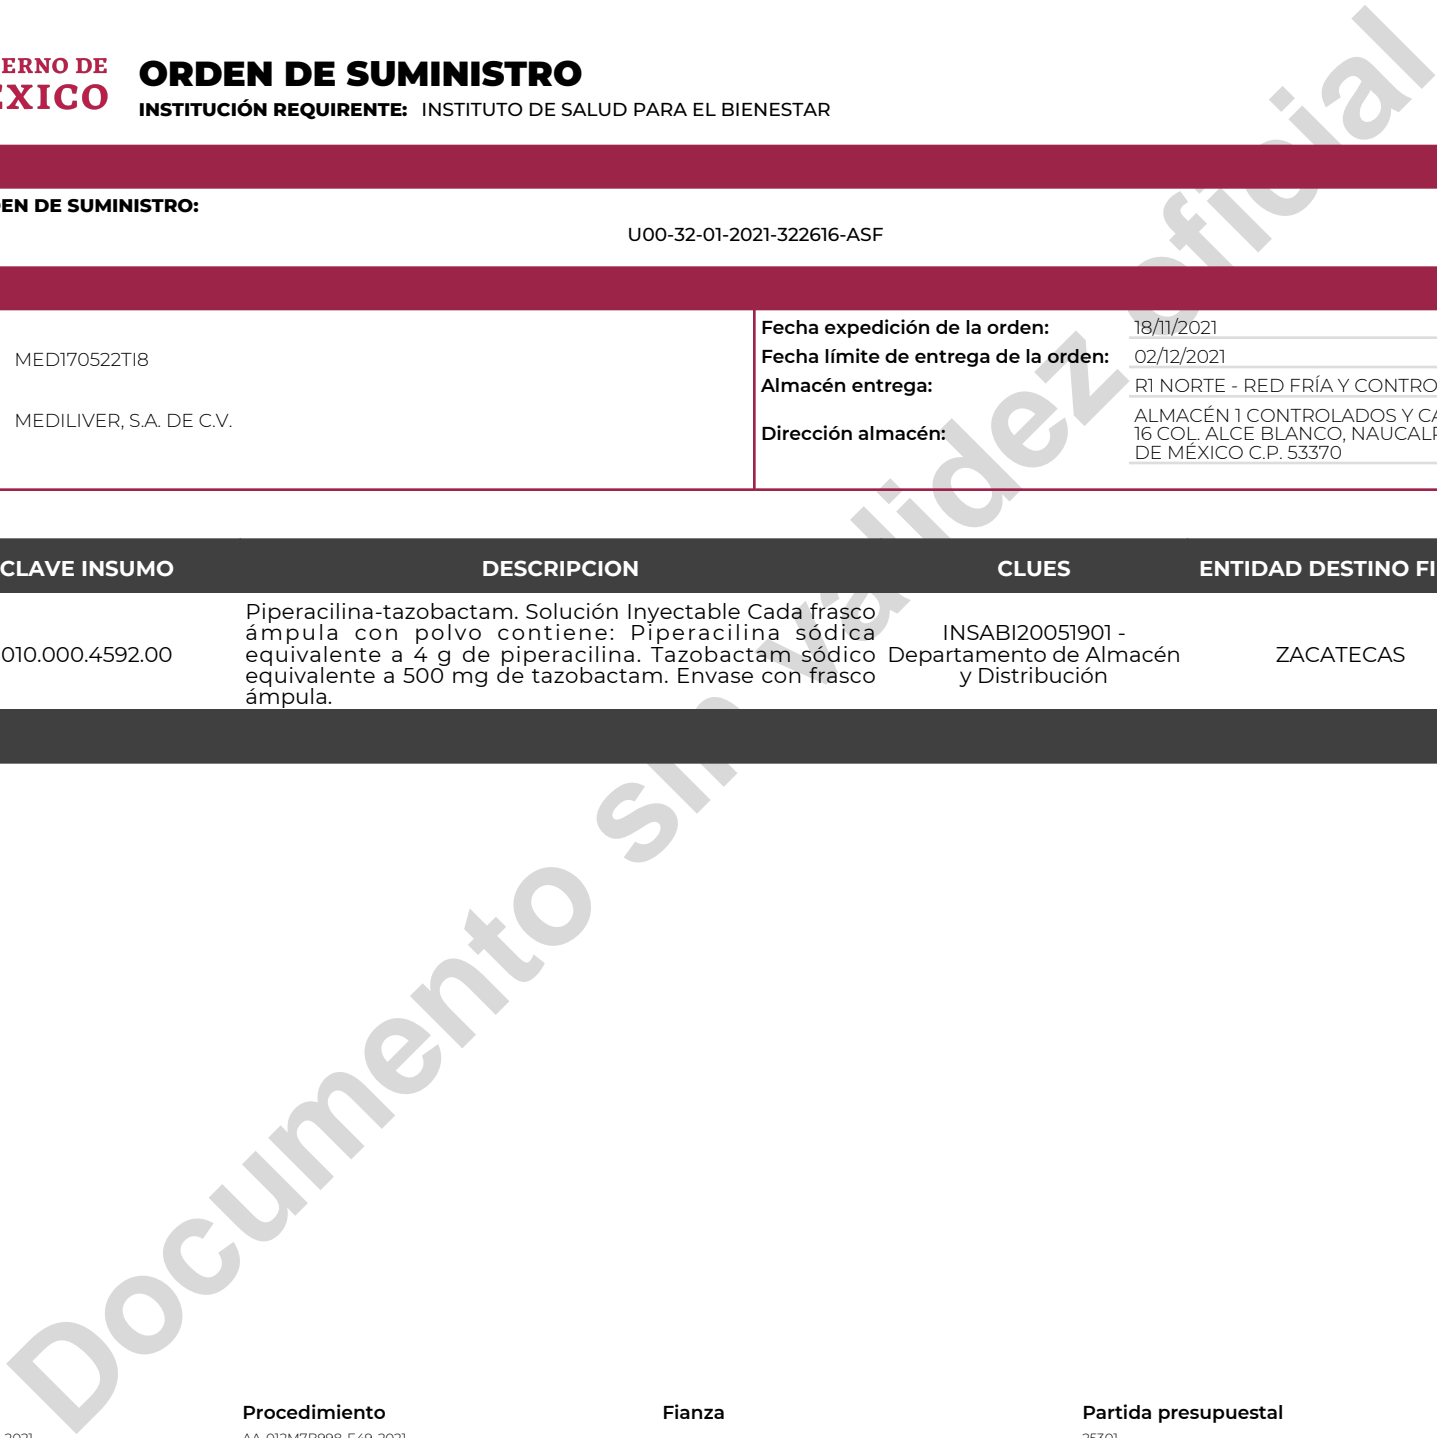 ERNO DE
EXICO
ORDEN DE SUMINISTRO
INSTITUCIÓN REQUIRENTE: INSTITUTO DE SALUD PARA EL BIENESTAR
EN DE SUMINISTRO:
U00-32-01-2021-322616-ASF
MED170522TI8
MEDILIVER, S.A. DE C.V.
Fecha expedición de la orden: 18/11/2021
Fecha límite de entrega de la orden: 02/12/2021
Almacén entrega: R1 NORTE - RED FRÍA Y CONTRO
Dirección almacén: ALMACÉN 1 CONTROLADOS Y CA
16 COL. ALCE BLANCO, NAUCALP
DE MÉXICO C.P. 53370
CLAVE INSUMO DESCRIPCION CLUES ENTIDAD DESTINO FI
010.000.4592.00
Piperacilina-tazobactam. Solución Inyectable Cada frasco
ámpula con polvo contiene: Piperacilina sódica
equivalente a 4 g de piperacilina. Tazobactam sódico
equivalente a 500 mg de tazobactam. Envase con frasco
ámpula.
INSABI20051901 -
Departamento de Almacén
y Distribución
ZACATECAS
Documento sin validez oficial
Procedimiento Fianza Partida presupuestal